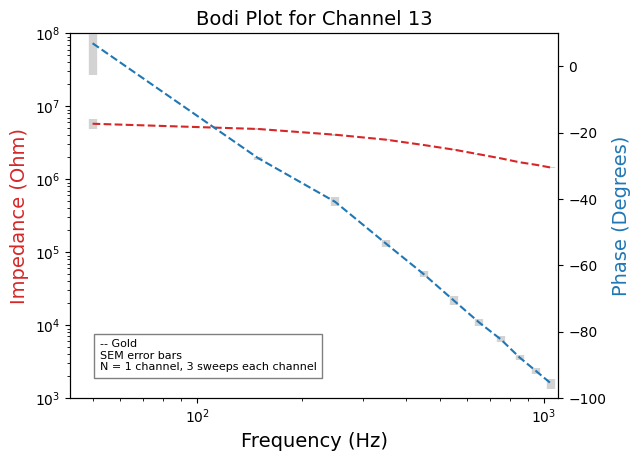 Bodi Plot for Channel 13
Impedance (Ohm)
10^8
10^7
10^6
10^5
10^4
10^3
-- Gold
SEM error bars
N = 1 channel, 3 sweeps each channel
10^2
10^3
Frequency (Hz)
0
−20
−40
−60
−80
−100
Phase (Degrees)